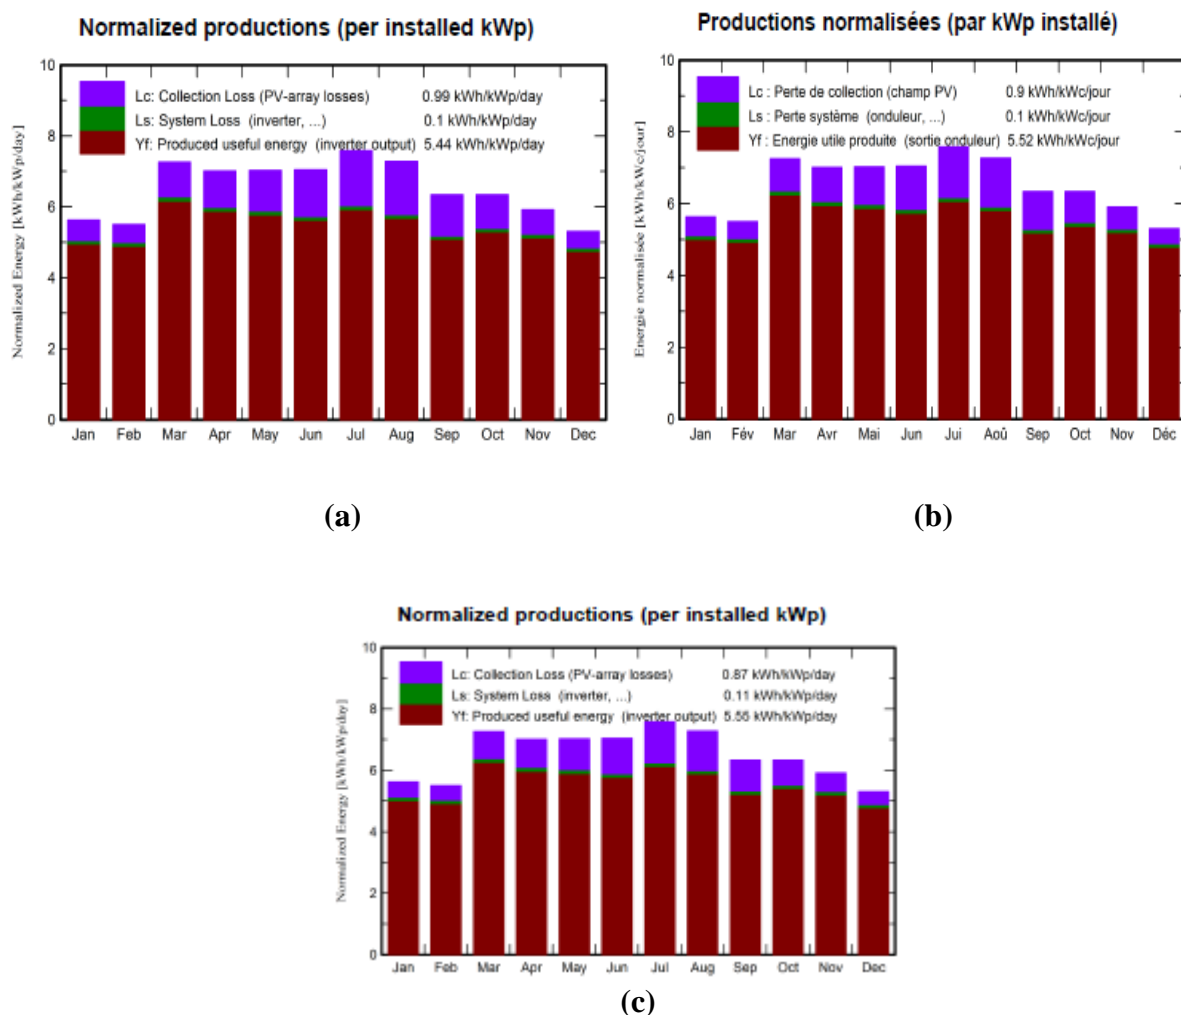 Normalized productions (per installed kWp)
10
8
6
4
2
0
Normalized Energy [kWh/kWp/day]
Lc: Collection Loss (PV-array losses) 0.99 kWh/kWp/day
Ls: System Loss (inverter, ...) 0.1 kWh/kWp/day
Yf: Produced useful energy (inverter output) 5.44 kWh/kWp/day
Jan Feb Mar Apr May Jun Jul Aug Sep Oct Nov Dec
(a)
Productions normalisées (par kWp installé)
10
8
6
4
2
0
Energie normalisée [kWh/kWc/jour]
Lc : Perte de collection (champ PV) 0.9 kWh/kWc/jour
Ls : Perte système (onduleur, ...) 0.1 kWh/kWc/jour
Yf : Energie utile produite (sortie onduleur) 5.52 kWh/kWc/jour
Jan Fév Mar Avr Mai Jun Jui Aoû Sep Oct Nov Déc
(b)
Normalized productions (per installed kWp)
10
8
6
4
2
0
Normalized Energy [kWh/kWp/day]
Lc: Collection Loss (PV-array losses) 0.87 kWh/kWp/day
Ls: System Loss (inverter, ...) 0.11 kWh/kWp/day
Yf: Produced useful energy (inverter output) 5.55 kWh/kWp/day
Jan Feb Mar Apr May Jun Jul Aug Sep Oct Nov Dec
(c)